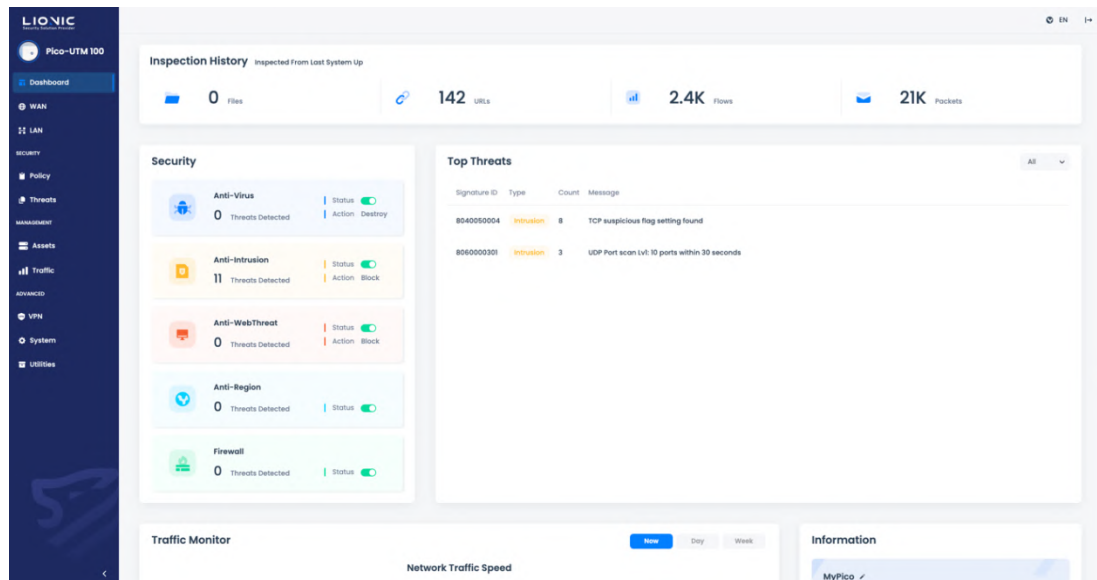 LIONIC
Security Solution Provider
EN
Pico-UTM 100
Dashboard
WAN
LAN
SECURITY
Policy
Threats
MANAGEMENT
Assets
Traffic
ADVANCED
VPN
System
Utilities
Inspection History Inspected From Last System Up
0 Files
142 URLs
2.4K Flows
21K Packets
Security
Anti-Virus
0 Threats Detected
Status
Action Destroy
Anti-Intrusion
11 Threats Detected
Status
Action Block
Anti-WebThreat
0 Threats Detected
Status
Action Block
Anti-Region
0 Threats Detected
Status
Firewall
0 Threats Detected
Status
Top Threats
All
Signature ID Type Count Message
8040050004 Intrusion 8 TCP suspicious flag setting found
8060000301 Intrusion 3 UDP Port scan Lv1: 10 ports within 30 seconds
Traffic Monitor
Now Day Week
Network Traffic Speed
Information
MyPico